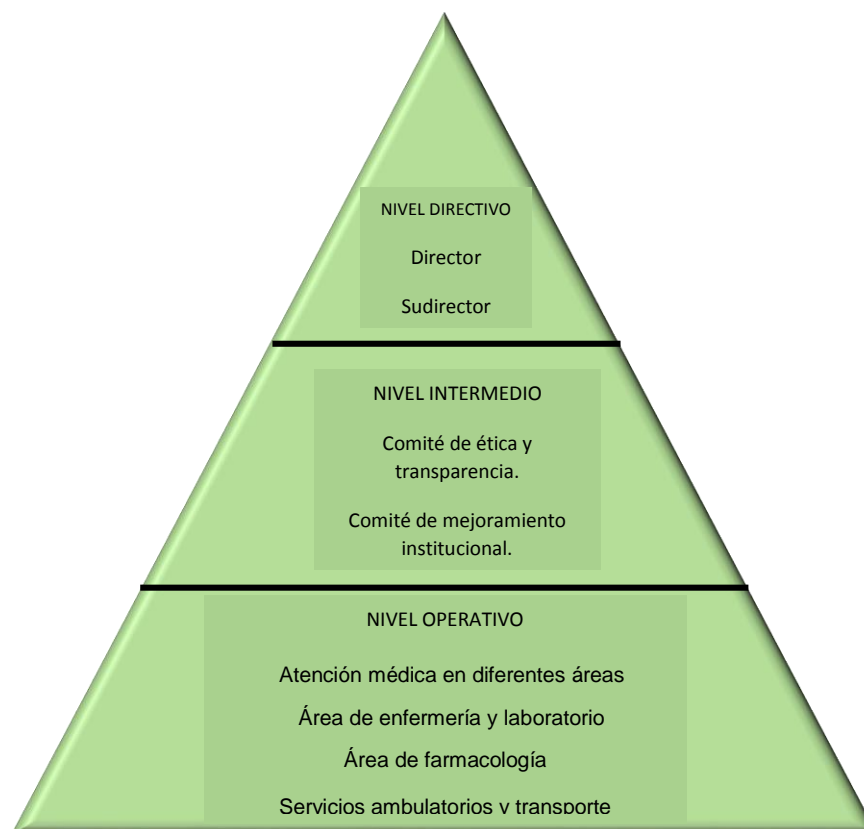 NIVEL DIRECTIVO
Director
Sudirector
NIVEL INTERMEDIO
Comité de ética y
transparencia.
Comité de mejoramiento
institucional.
NIVEL OPERATIVO
Atención médica en diferentes áreas
Área de enfermería y laboratorio
Área de farmacología
Servicios ambulatorios y transporte